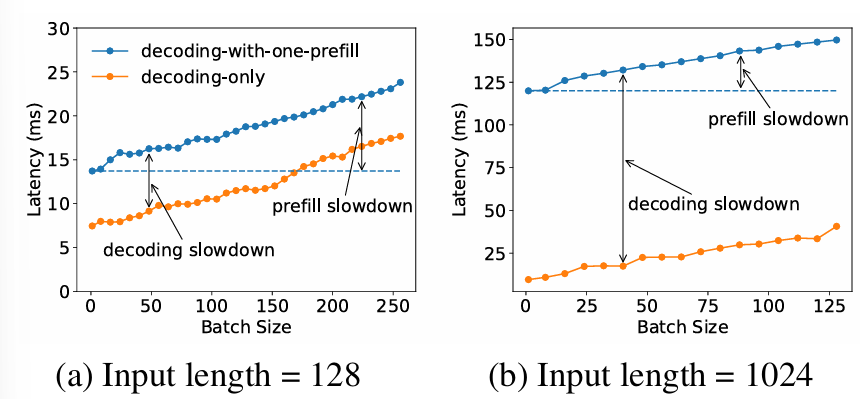 30
25
20
15
10
5
0
Latency (ms)
decoding-with-one-prefill
decoding-only
prefill slowdown
decoding slowdown
0 50 100 150 200 250
Batch Size
(a) Input length = 128
150
125
100
75
50
25
Latency (ms)
prefill slowdown
decoding slowdown
0 25 50 75 100 125
Batch Size
(b) Input length = 1024